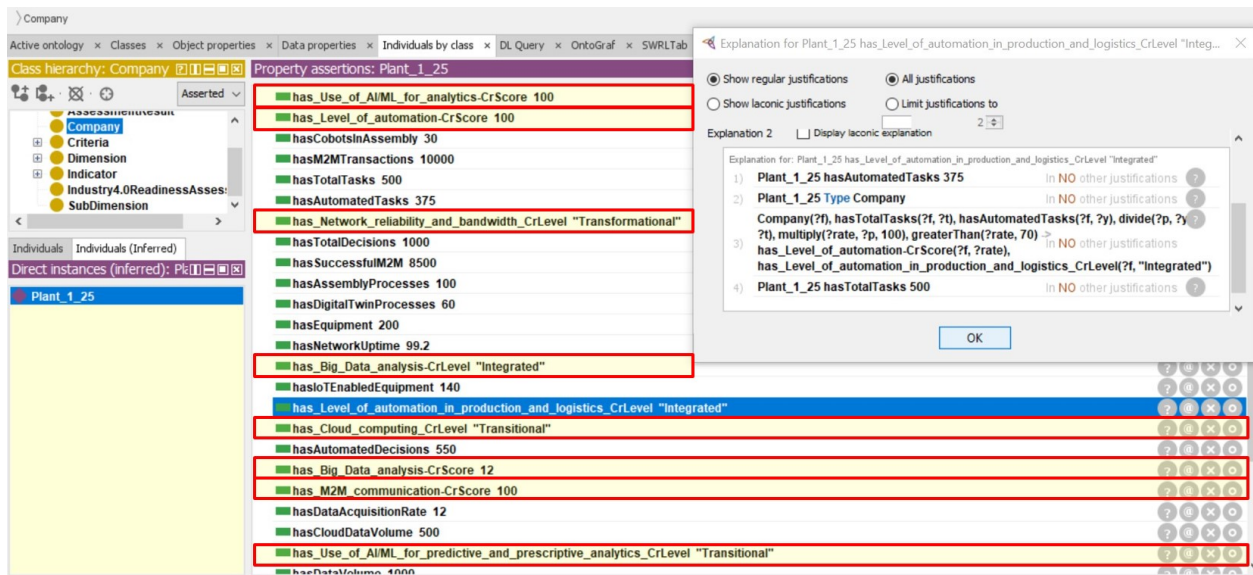 Company
Active ontology × Classes × Object properties × Data properties × Individuals by class × DL Query × OntoGraf × SWRLTab
Class hierarchy: Company
Asserted
AssessmentResult
Company
Criteria
Dimension
Indicator
Industry4.0ReadinessAssess
SubDimension
Individuals Individuals (Inferred)
Direct instances (inferred): Pla
Plant_1_25
Property assertions: Plant_1_25
has_Use_of_AI/ML_for_analytics-CrScore 100
has_Level_of_automation-CrScore 100
hasCobotsInAssembly 30
hasM2MTransactions 10000
hasTotalTasks 500
hasAutomatedTasks 375
has_Network_reliability_and_bandwidth_CrLevel "Transformational"
hasTotalDecisions 1000
hasSuccessfulM2M 8500
hasAssemblyProcesses 100
hasDigitalTwinProcesses 60
hasEquipment 200
hasNetworkUptime 99.2
has_Big_Data_analysis-CrLevel "Integrated"
hasIoTEnabledEquipment 140
has_Level_of_automation_in_production_and_logistics_CrLevel "Integrated"
has_Cloud_computing_CrLevel "Transitional"
hasAutomatedDecisions 550
has_Big_Data_analysis-CrScore 12
has_M2M_communication-CrScore 100
hasDataAcquisitionRate 12
hasCloudDataVolume 500
has_Use_of_AI/ML_for_predictive_and_prescriptive_analytics_CrLevel "Transitional"
hasDataVolume 1000
Explanation for Plant_1_25 has_Level_of_automation_in_production_and_logistics_CrLevel "Integ...
Show regular justifications All justifications
Show laconic justifications Limit justifications to
2
Explanation 2 Display laconic explanation
Explanation for: Plant_1_25 has_Level_of_automation_in_production_and_logistics_CrLevel "Integrated"
1) Plant_1_25 hasAutomatedTasks 375 In NO other justifications ?
2) Plant_1_25 Type Company In NO other justifications ?
Company(?f), hasTotalTasks(?f, ?t), hasAutomatedTasks(?f, ?y), divide(?p, ?y ?
?t), multiply(?rate, ?p, 100), greaterThan(?rate, 70) ->
3) has_Level_of_automation-CrScore(?f, ?rate), In NO other justifications
has_Level_of_automation_in_production_and_logistics_CrLevel(?f, "Integrated")
4) Plant_1_25 hasTotalTasks 500 In NO other justifications ?
OK